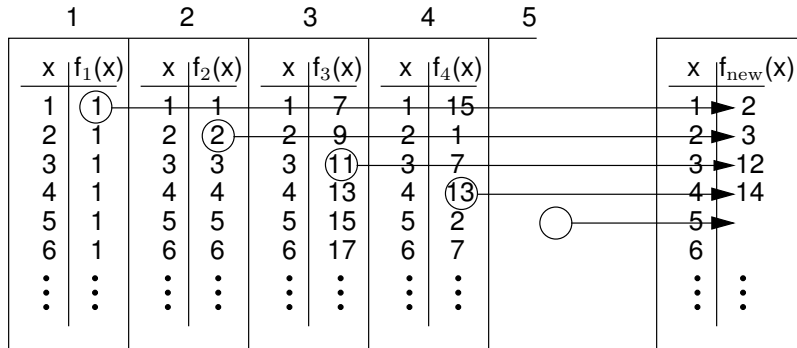 1 2 3 4 5
x f₁(x) x f₂(x) x f₃(x) x f₄(x) x f_new(x)
1 1 1 1 1 7 1 15 1 2
2 1 2 2 2 9 2 1 2 3
3 1 3 3 3 11 3 7 3 12
4 1 4 4 4 13 4 13 4 14
5 1 5 5 5 15 5 2 5
6 1 6 6 6 17 6 7 6